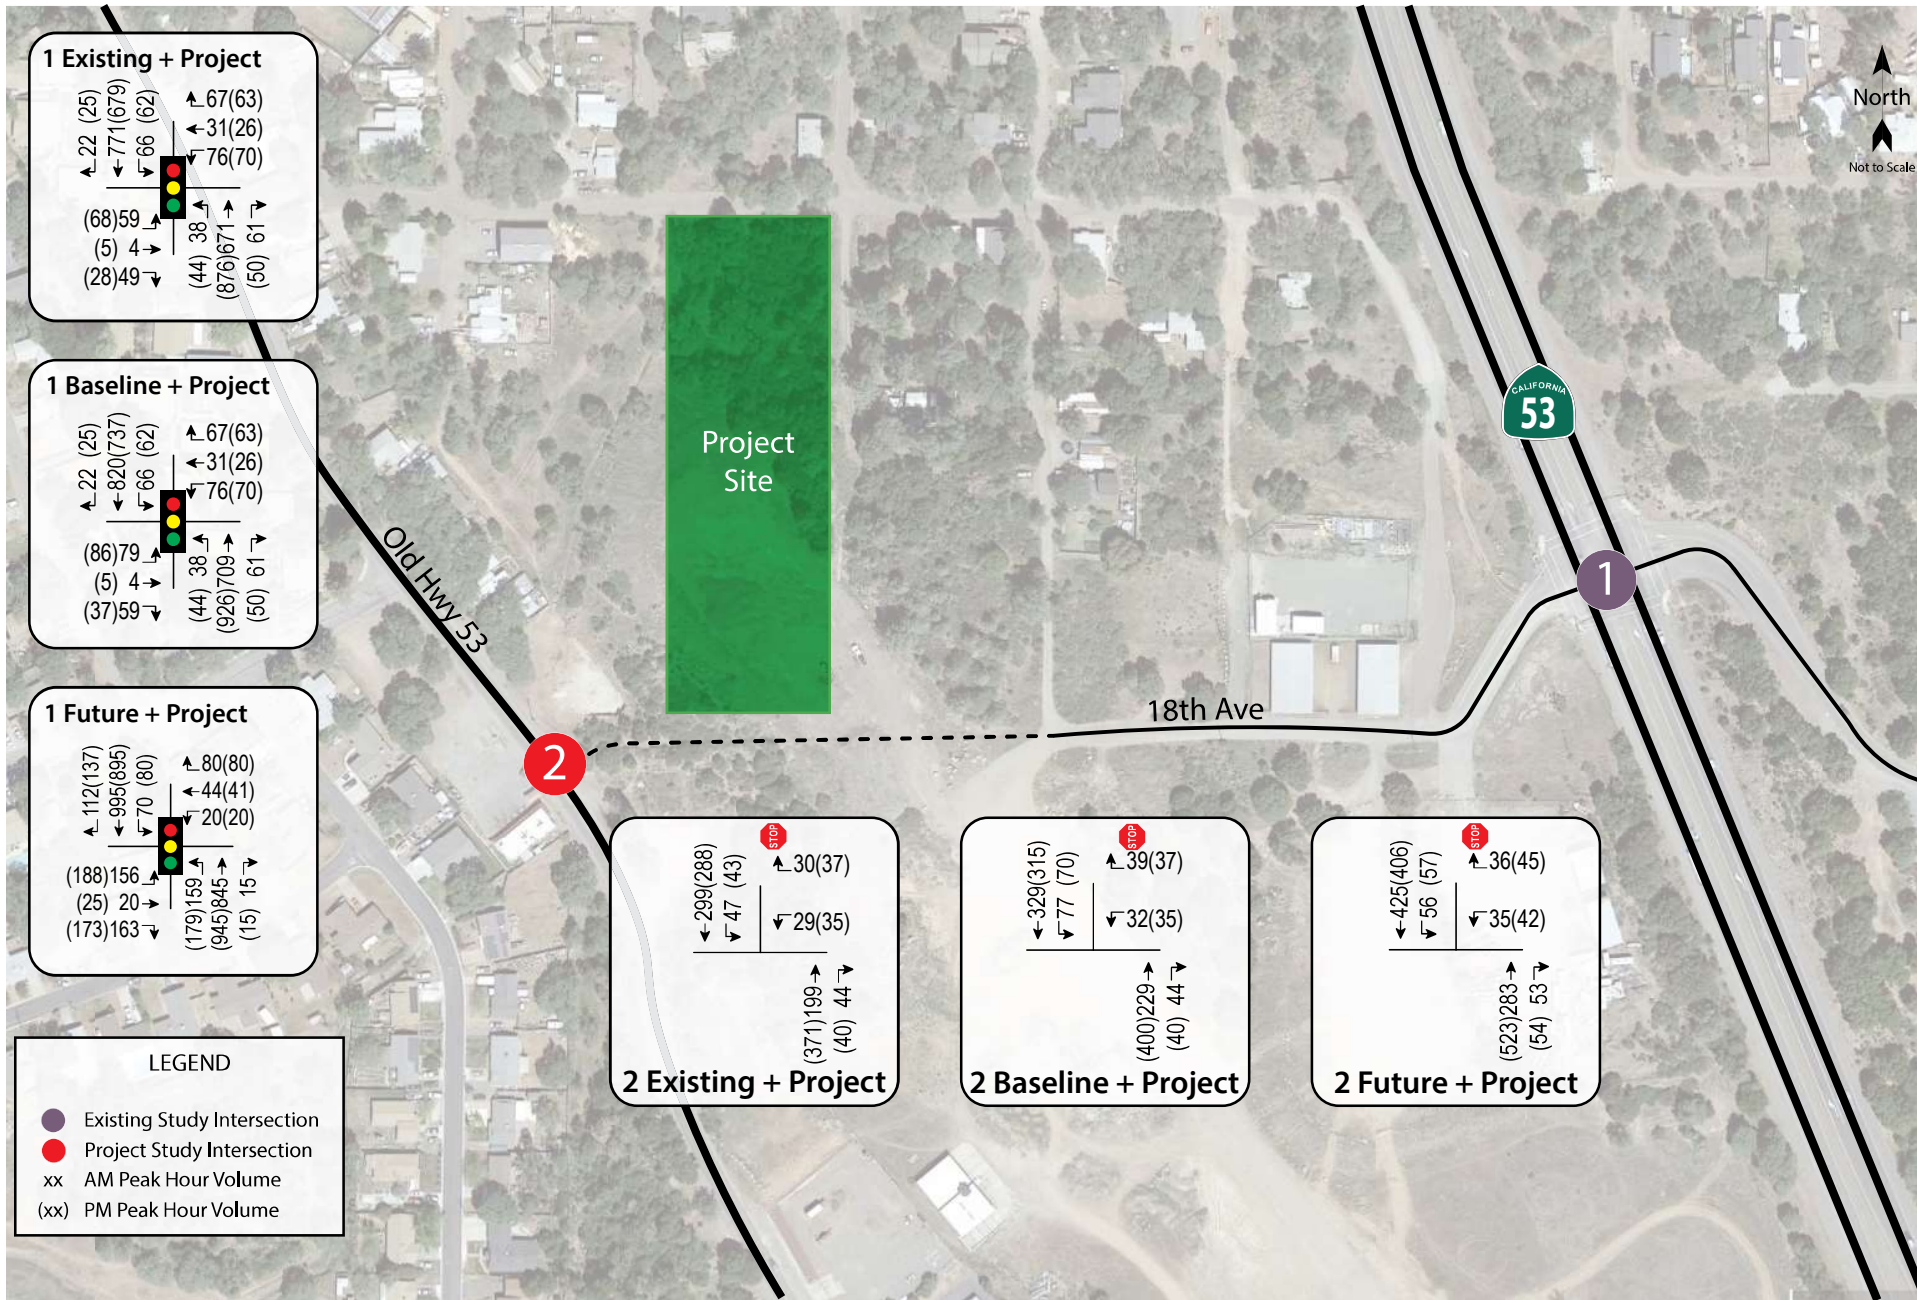 1 Existing + Project
22 (25)
771(679)
66 (62)
67(63)
31(26)
76(70)
(68)59
(5) 4
(28)49
(44) 38
(876)671
(50) 61
1 Baseline + Project
22 (25)
820(737)
66 (62)
67(63)
31(26)
76(70)
(86)79
(5) 4
(37)59
(44) 38
(926)709
(50) 61
1 Future + Project
112(137)
995(895)
70 (80)
80(80)
44(41)
20(20)
(188)156
(25) 20
(173)163
(179)159
(945)845
(15) 15
North
Not to Scale
Project
Site
CALIFORNIA
53
1
Old Hwy 53
18th Ave
2
STOP
299(288)
47 (43)
30(37)
29(35)
(371)199
(40) 44
2 Existing + Project
STOP
329(315)
77 (70)
39(37)
32(35)
(400)229
(40) 44
2 Baseline + Project
STOP
425(406)
56 (57)
36(45)
35(42)
(523)283
(54) 53
2 Future + Project
LEGEND
Existing Study Intersection
Project Study Intersection
xx AM Peak Hour Volume
(xx) PM Peak Hour Volume